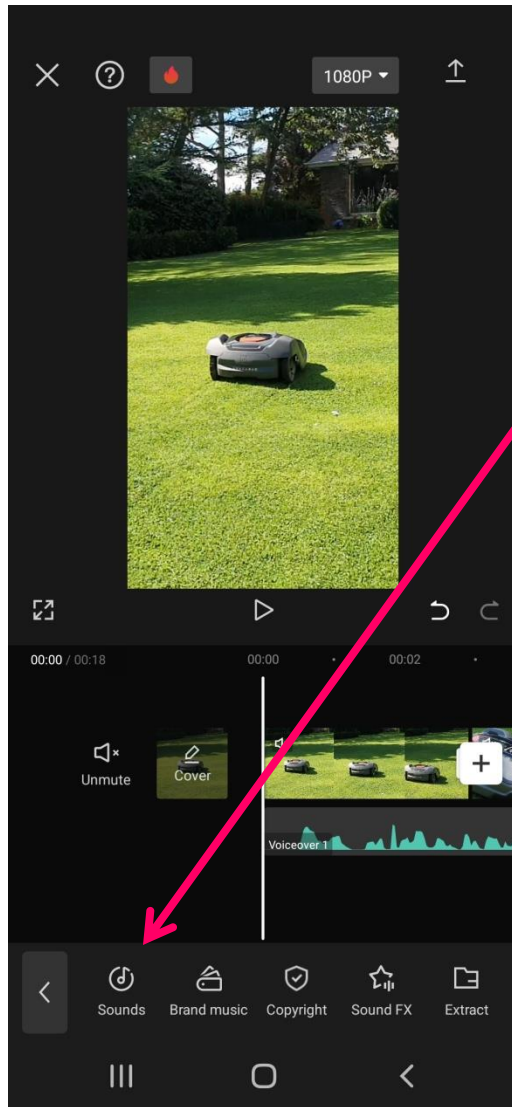 1080P
00:00 / 00:18
00:00
00:02
Unmute
Cover
Voiceover 1
Sounds
Brand music
Copyright
Sound FX
Extract